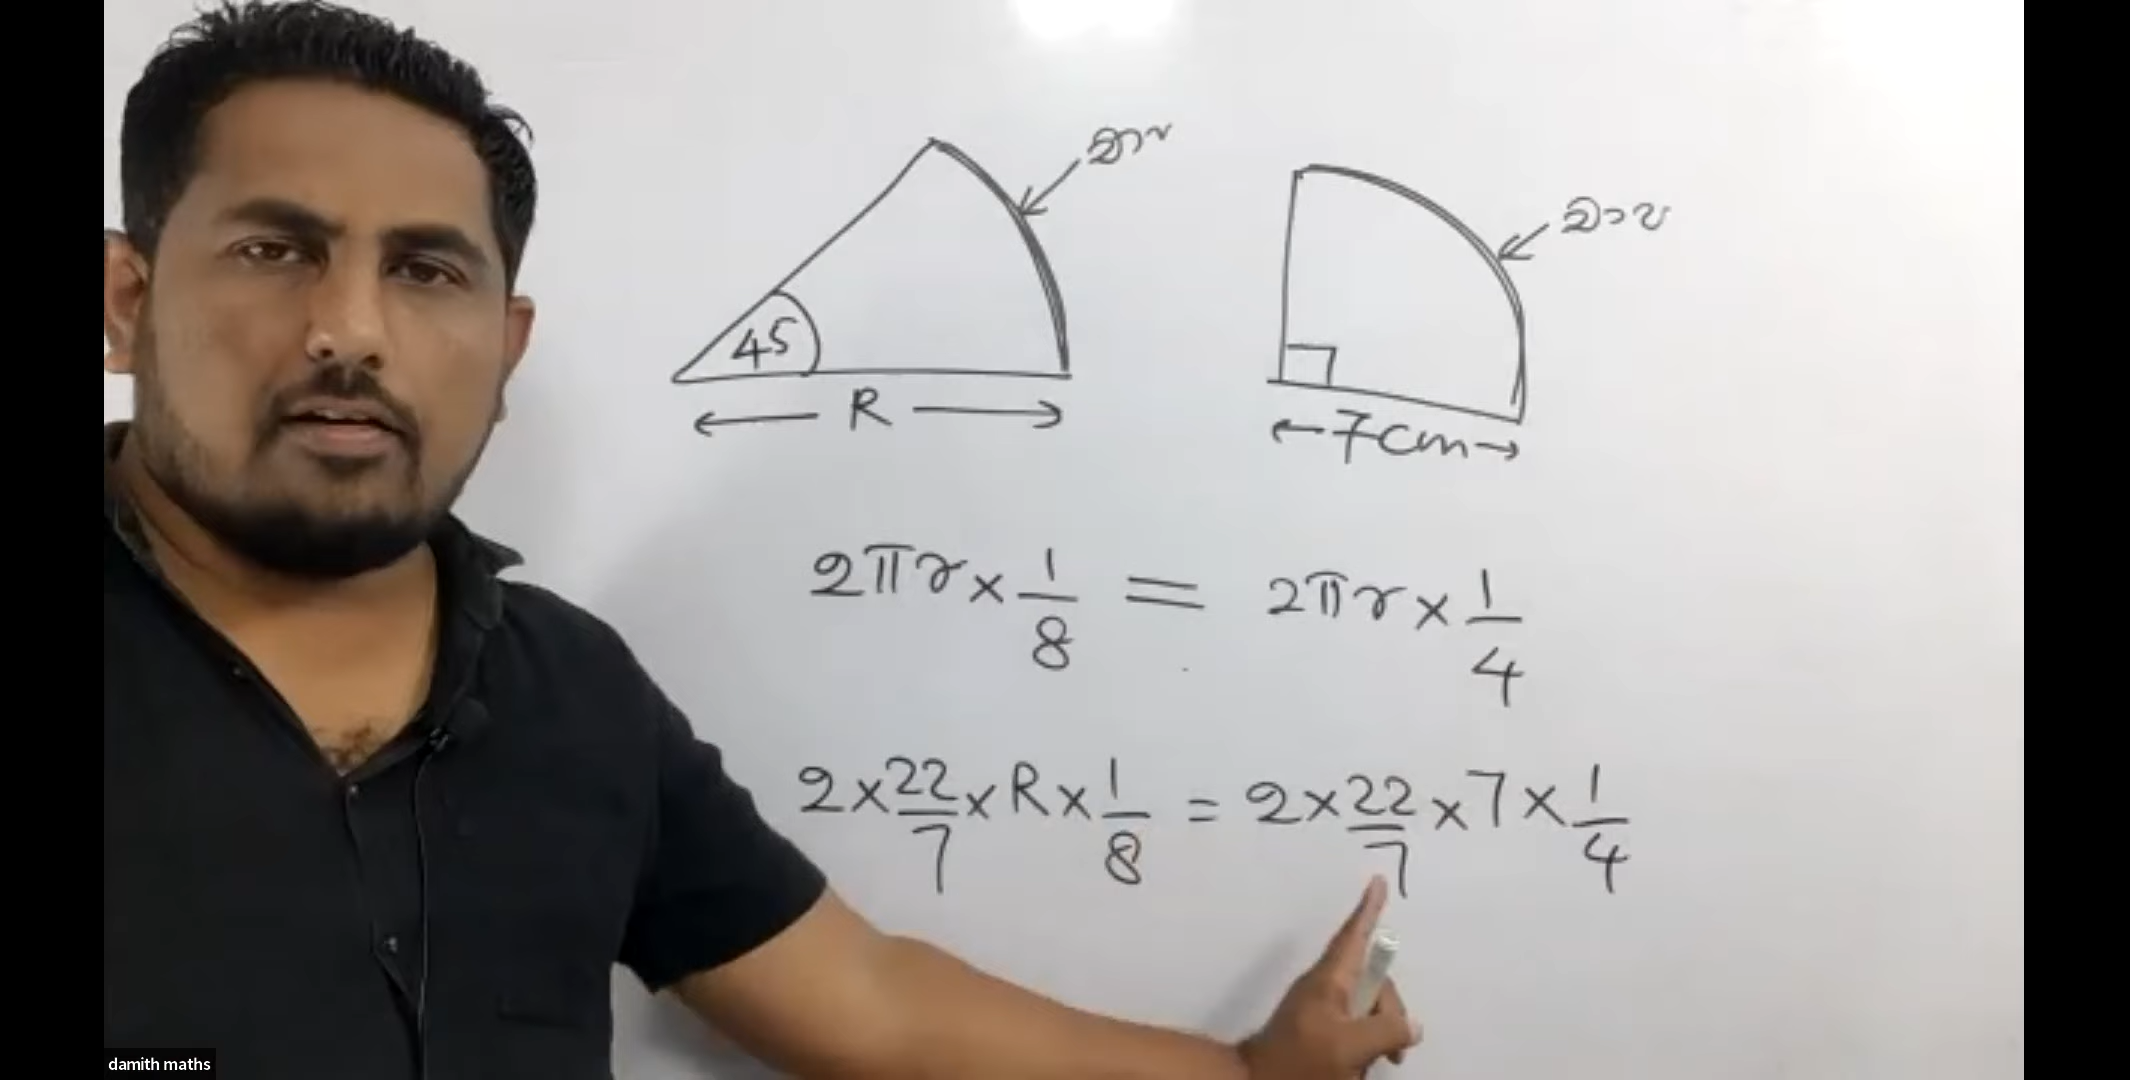 චාප
චාප
45
R
7cm
2πr × 1/8 = 2πr × 1/4
2 × 22/7 × R × 1/8 = 2 × 22/7 × 7 × 1/4
damith maths